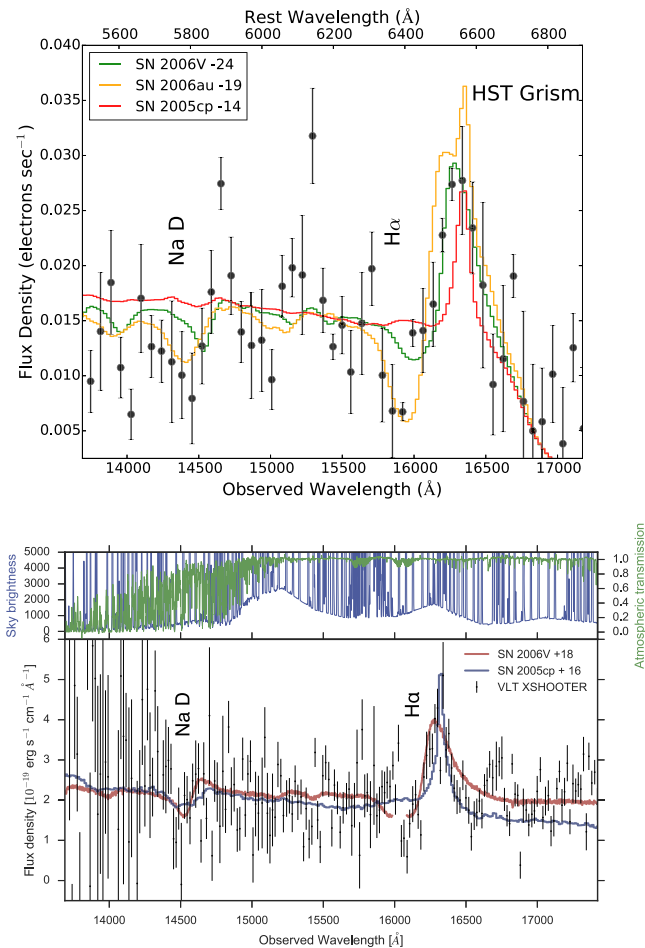 Rest Wavelength (Å)
5600 5800 6000 6200 6400 6600 6800
0.040
0.035
0.030
0.025
0.020
0.015
0.010
0.005
Flux Density (electrons sec⁻¹)
SN 2006V -24
SN 2006au -19
SN 2005cp -14
HST Grism
Na D
Hα
14000 14500 15000 15500 16000 16500 17000
Observed Wavelength (Å)
Sky brightness
5000
4000
3000
2000
1000
0
1.0
0.8
0.6
0.4
0.2
0.0
Atmospheric transmission
6
5
4
3
2
1
0
Flux density [10⁻¹⁹ erg s⁻¹ cm⁻¹ Å⁻¹]
SN 2006V +18
SN 2005cp + 16
VLT XSHOOTER
Na D
Hα
14000 14500 15000 15500 16000 16500 17000
Observed Wavelength [Å]